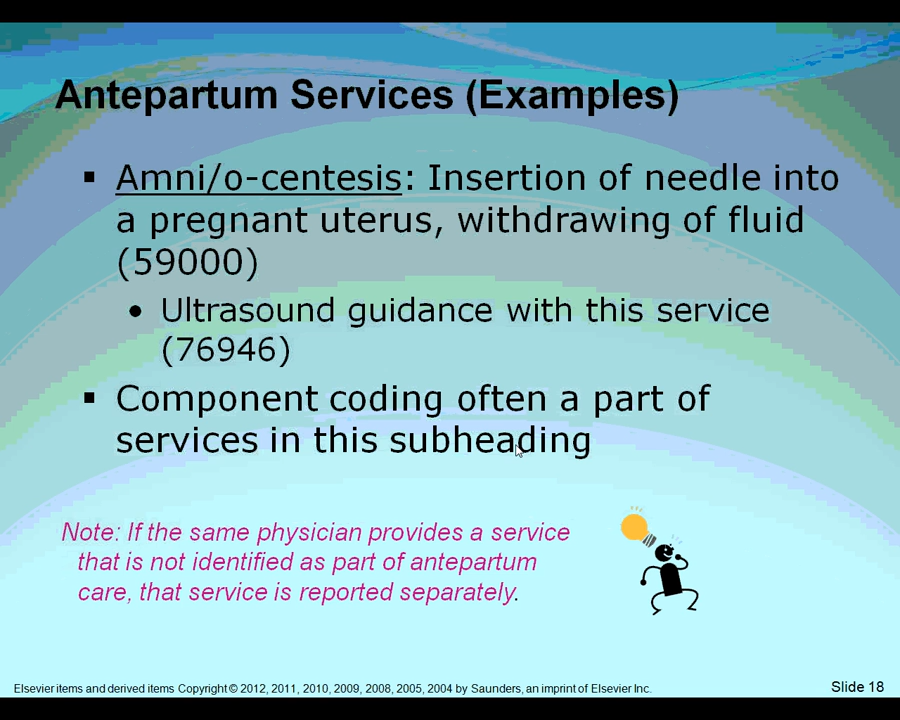 Antepartum Services (Examples)
▪ Amni/o-centesis: Insertion of needle into
a pregnant uterus, withdrawing of fluid
(59000)
• Ultrasound guidance with this service
(76946)
▪ Component coding often a part of
services in this subheading
Note: If the same physician provides a service
that is not identified as part of antepartum
care, that service is reported separately.
Elsevier items and derived items Copyright © 2012, 2011, 2010, 2009, 2008, 2005, 2004 by Saunders, an imprint of Elsevier Inc.
Slide 18